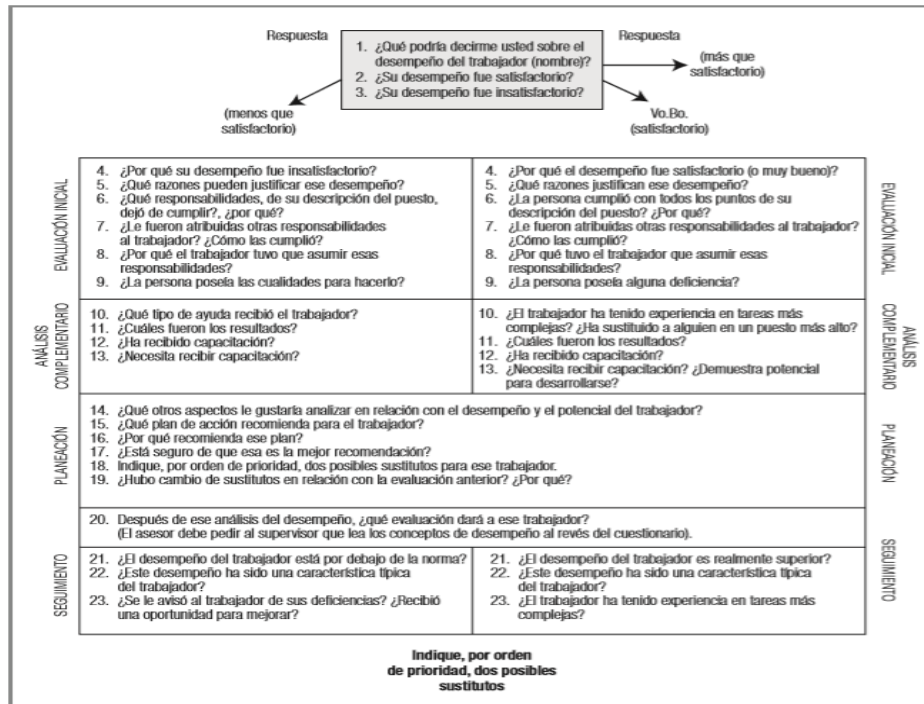 Respuesta
1. ¿Qué podría decirme usted sobre el
desempeño del trabajador (nombre)?
2. ¿Su desempeño fue satisfactorio?
3. ¿Su desempeño fue insatisfactorio?
Respuesta
(más que
satisfactorio)
(menos que
satisfactorio)
Vo.Bo.
(satisfactorio)
EVALUACIÓN INICIAL
4. ¿Por qué su desempeño fue insatisfactorio?
5. ¿Qué razones pueden justificar ese desempeño?
6. ¿Qué responsabilidades, de su descripción del puesto,
dejó de cumplir?, ¿por qué?
7. ¿Le fueron atribuidas otras responsabilidades
al trabajador? ¿Cómo las cumplió?
8. ¿Por qué el trabajador tuvo que asumir esas
responsabilidades?
9. ¿La persona poseía las cualidades para hacerlo?
4. ¿Por qué el desempeño fue satisfactorio (o muy bueno)?
5. ¿Qué razones justifican ese desempeño?
6. ¿La persona cumplió con todos los puntos de su
descripción del puesto? ¿Por qué?
7. ¿Le fueron atribuidas otras responsabilidades al trabajador?
¿Cómo las cumplió?
8. ¿Por qué tuvo el trabajador que asumir esas
responsabilidades?
9. ¿La persona poseía alguna deficiencia?
EVALUACIÓN INICIAL
ANÁLISIS
COMPLEMENTARIO
10. ¿Qué tipo de ayuda recibió el trabajador?
11. ¿Cuáles fueron los resultados?
12. ¿Ha recibido capacitación?
13. ¿Necesita recibir capacitación?
10. ¿El trabajador ha tenido experiencia en tareas más
complejas? ¿Ha sustituido a alguien en un puesto más alto?
11. ¿Cuáles fueron los resultados?
12. ¿Ha recibido capacitación?
13. ¿Necesita recibir capacitación? ¿Demuestra potencial
para desarrollarse?
ANÁLISIS
COMPLEMENTARIO
PLANEACIÓN
14. ¿Qué otros aspectos le gustaría analizar en relación con el desempeño y el potencial del trabajador?
15. ¿Qué plan de acción recomienda para el trabajador?
16. ¿Por qué recomienda ese plan?
17. ¿Está seguro de que esa es la mejor recomendación?
18. Indique, por orden de prioridad, dos posibles sustitutos para ese trabajador.
19. ¿Hubo cambio de sustitutos en relación con la evaluación anterior? ¿Por qué?
PLANEACIÓN
20. Después de ese análisis del desempeño, ¿qué evaluación dará a ese trabajador?
(El asesor debe pedir al supervisor que lea los conceptos de desempeño al revés del cuestionario).
SEGUIMIENTO
21. ¿El desempeño del trabajador está por debajo de la norma?
22. ¿Este desempeño ha sido una característica típica
del trabajador?
23. ¿Se le avisó al trabajador de sus deficiencias? ¿Recibió
una oportunidad para mejorar?
21. ¿El desempeño del trabajador es realmente superior?
22. ¿Este desempeño ha sido una característica típica
del trabajador?
23. ¿El trabajador ha tenido experiencia en tareas más
complejas?
SEGUIMIENTO
Indique, por orden
de prioridad, dos posibles
sustitutos